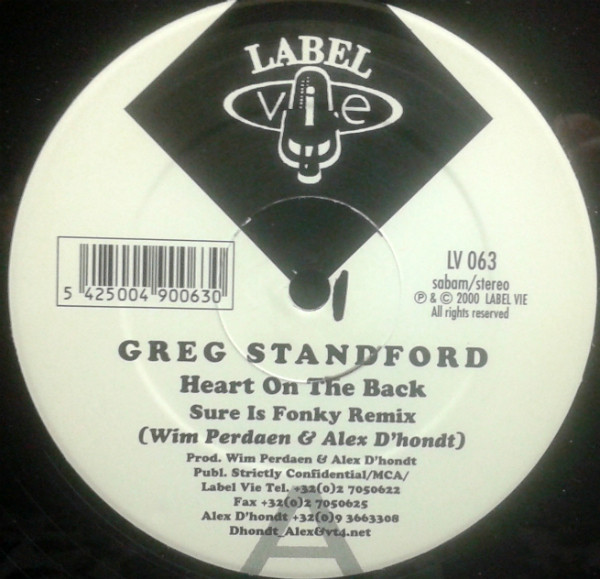 LABEL
vie
5 425004 900630
LV 063
sabam/stereo
℗ & © 2000 LABEL VIE
All rights reserved
1
GREG STANDFORD
Heart On The Back
Sure Is Fonky Remix
(Wim Perdaen & Alex D'hondt)
Prod. Wim Perdaen & Alex D'hondt
Publ. Strictly Confidential/MCA/
Label Vie Tel. +32(0)2 7050622
Fax +32(0)2 7050625
Alex D'hondt +32(0)9 3663308
Dhondt_Alex@vt4.net
A